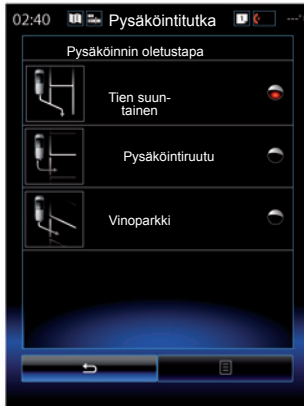 02:40 Pysäköintitutka
Pysäköinnin oletustapa
Tien suun-
tainen
Pysäköintiruutu
Vinoparkki